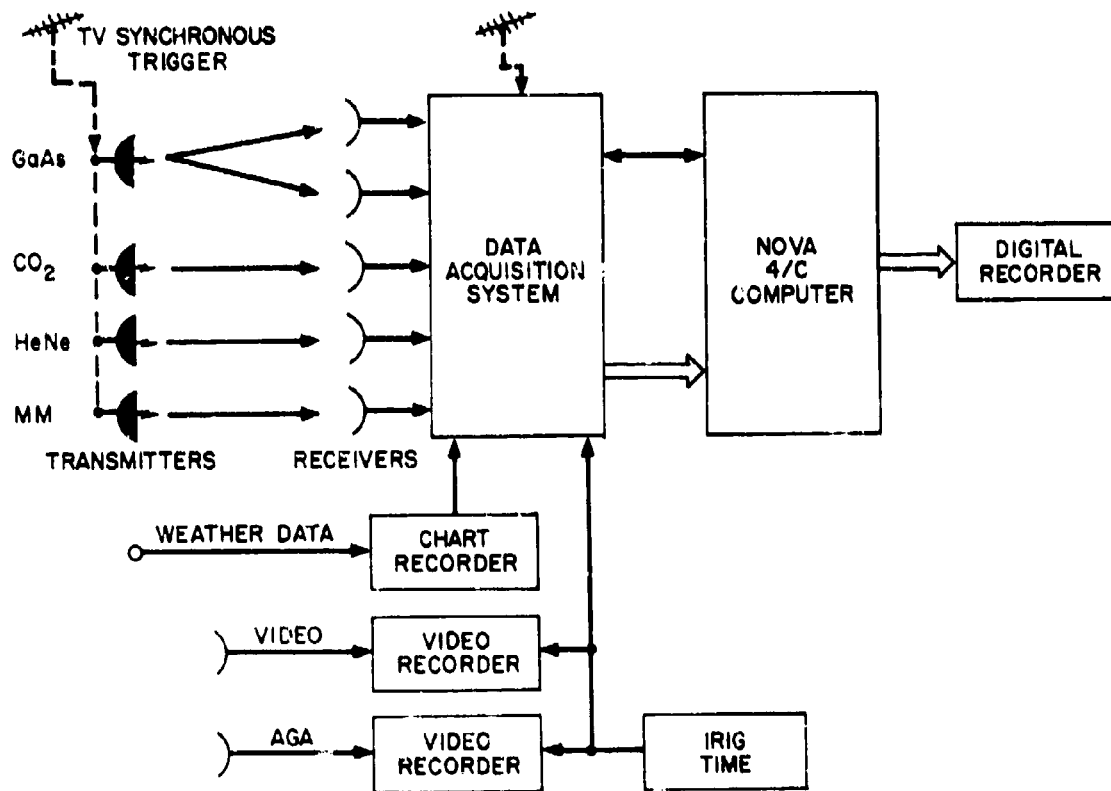 TV SYNCHRONOUS
TRIGGER
GaAs
CO2
HeNe
MM
TRANSMITTERS
RECEIVERS
DATA
ACQUISITION
SYSTEM
NOVA
4/C
COMPUTER
DIGITAL
RECORDER
WEATHER DATA
CHART
RECORDER
VIDEO
VIDEO
RECORDER
AGA
VIDEO
RECORDER
IRIG
TIME